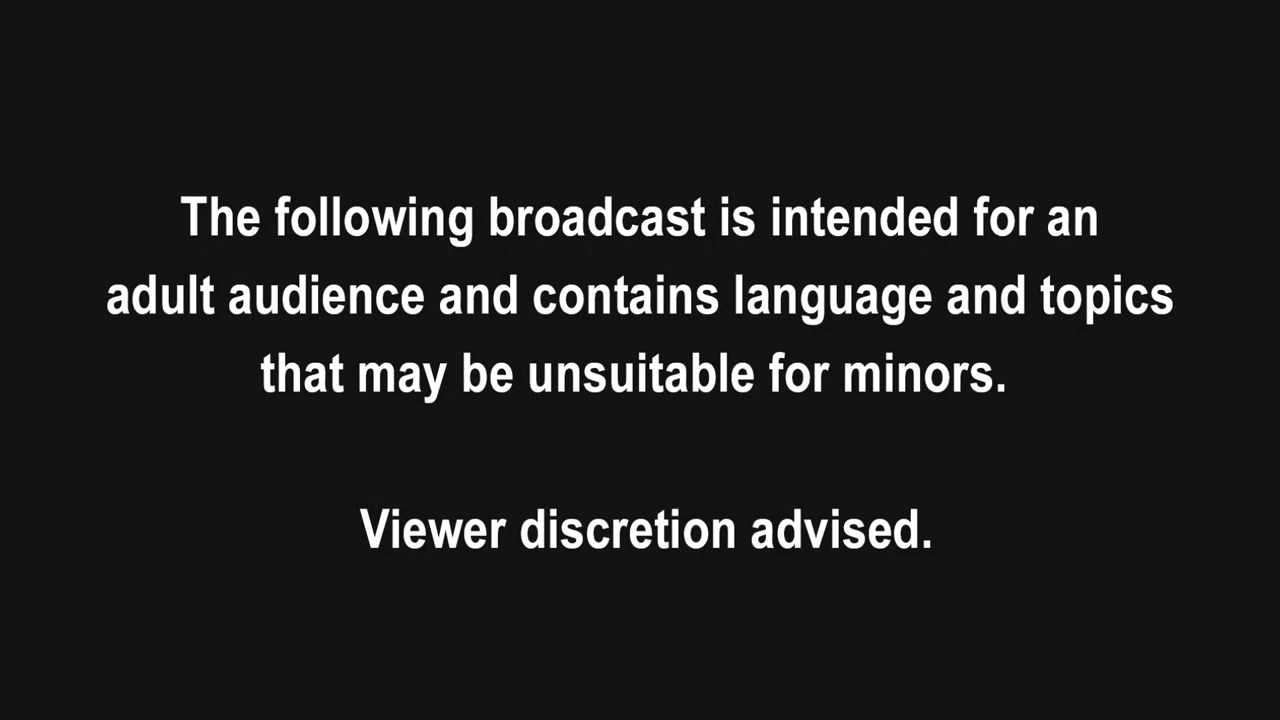 The following broadcast is intended for an
adult audience and contains language and topics
that may be unsuitable for minors.
Viewer discretion advised.